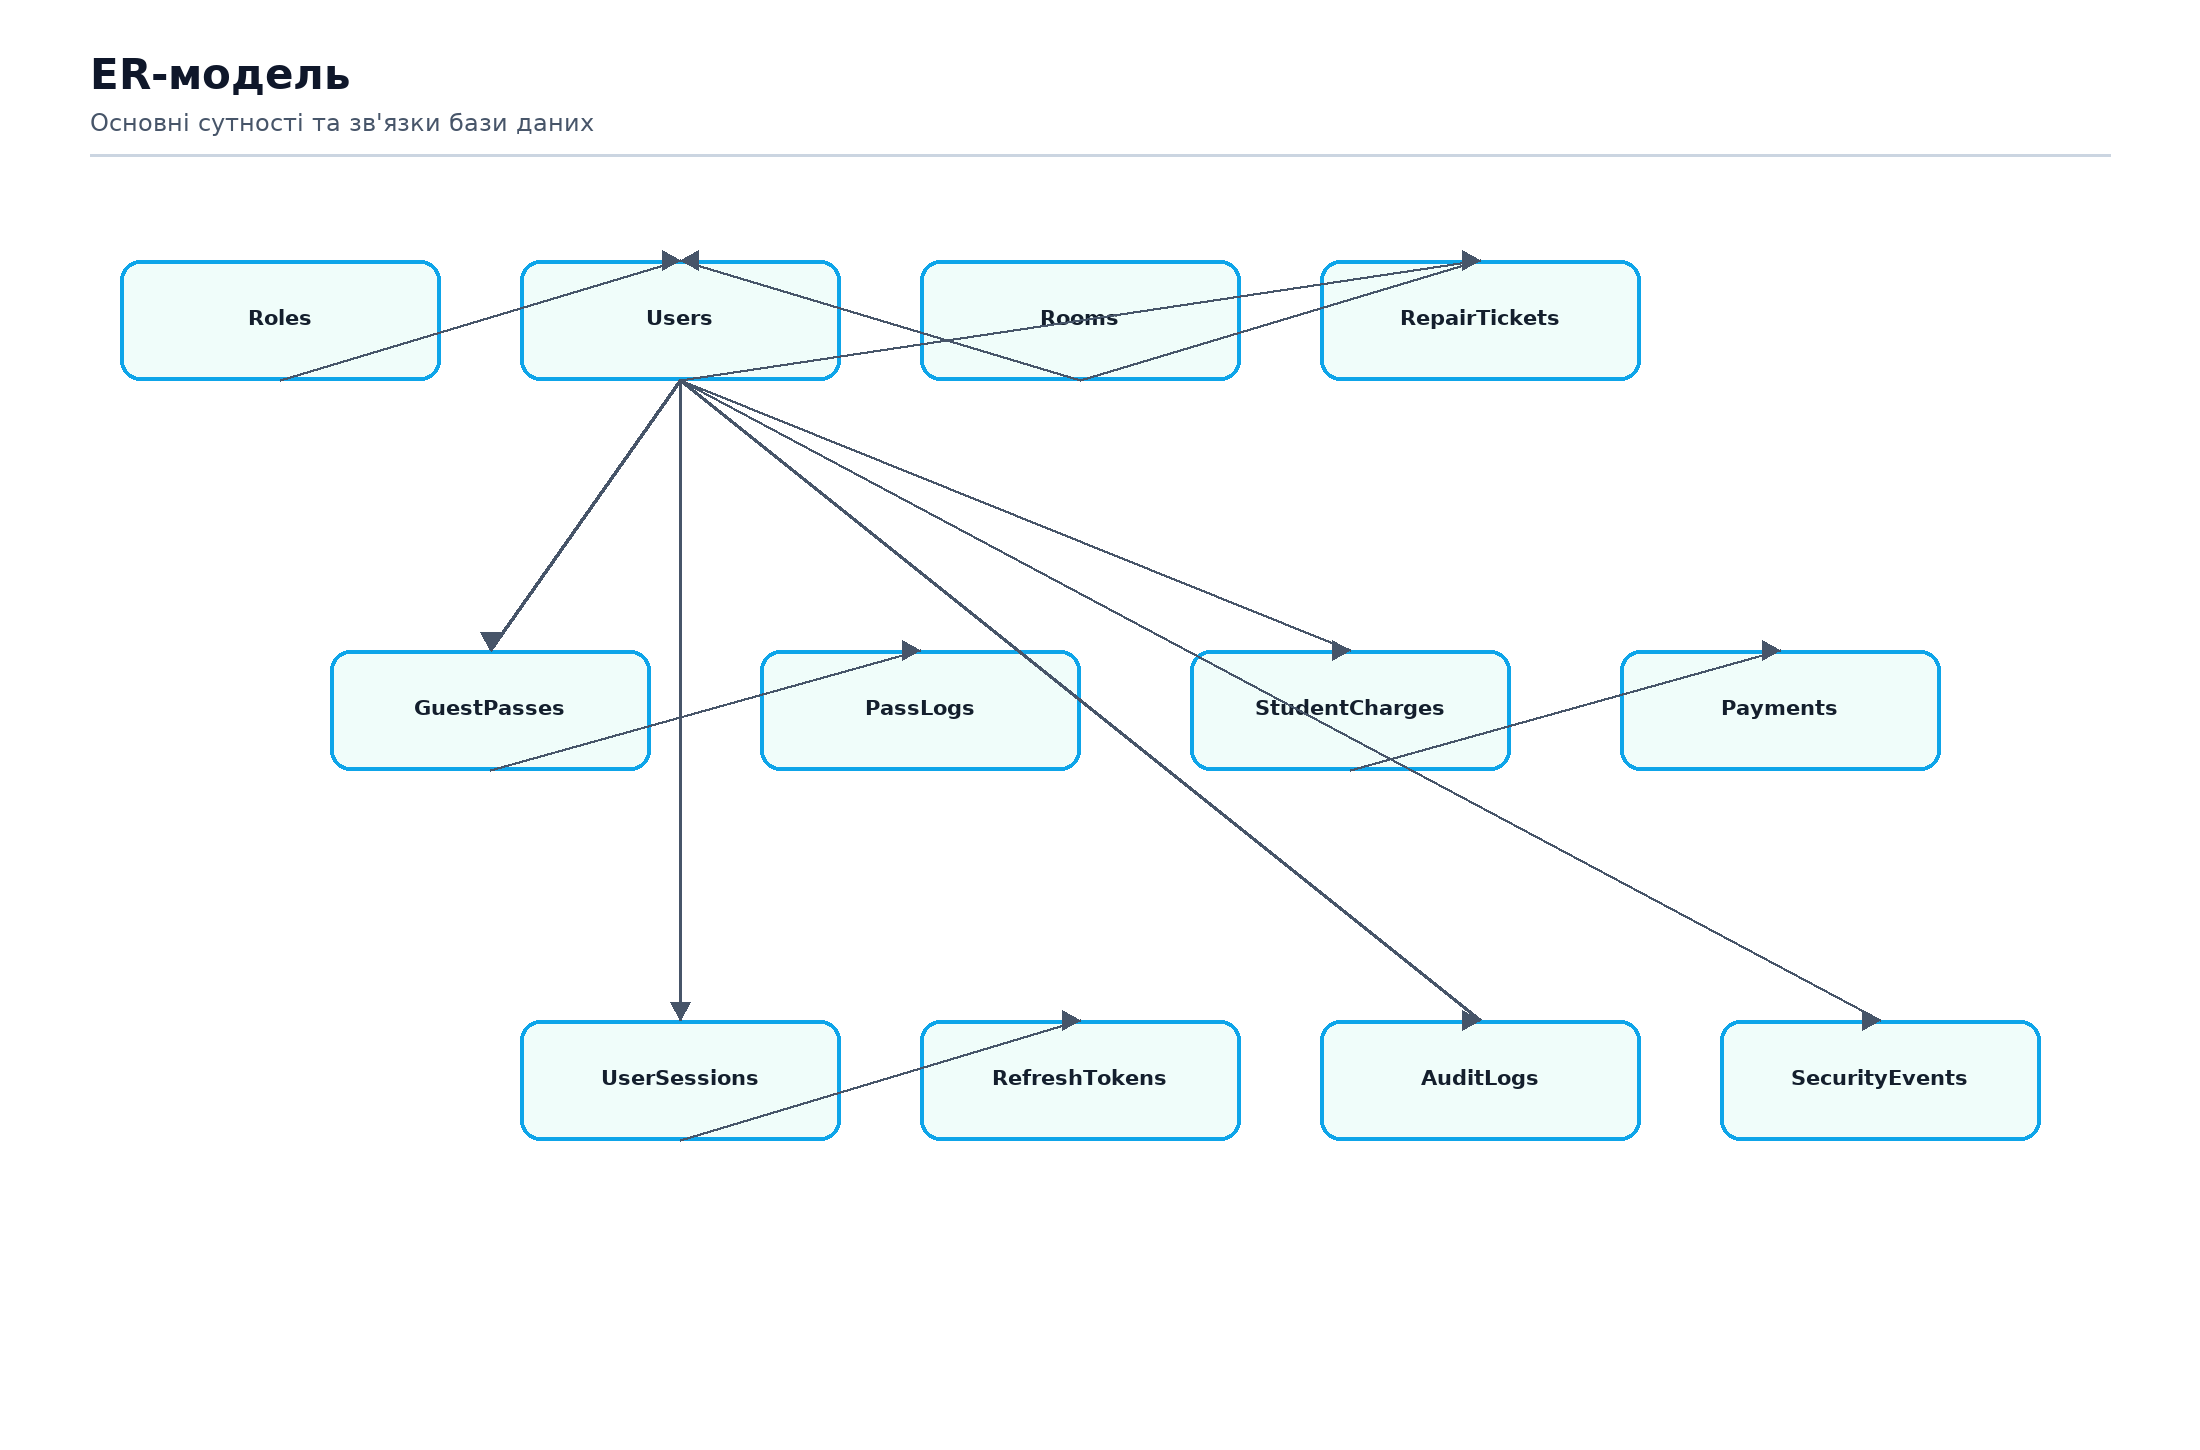 ER-модель
Основні сутності та зв'язки бази даних
Roles
Users
Rooms
RepairTickets
GuestPasses
PassLogs
StudentCharges
Payments
UserSessions
RefreshTokens
AuditLogs
SecurityEvents